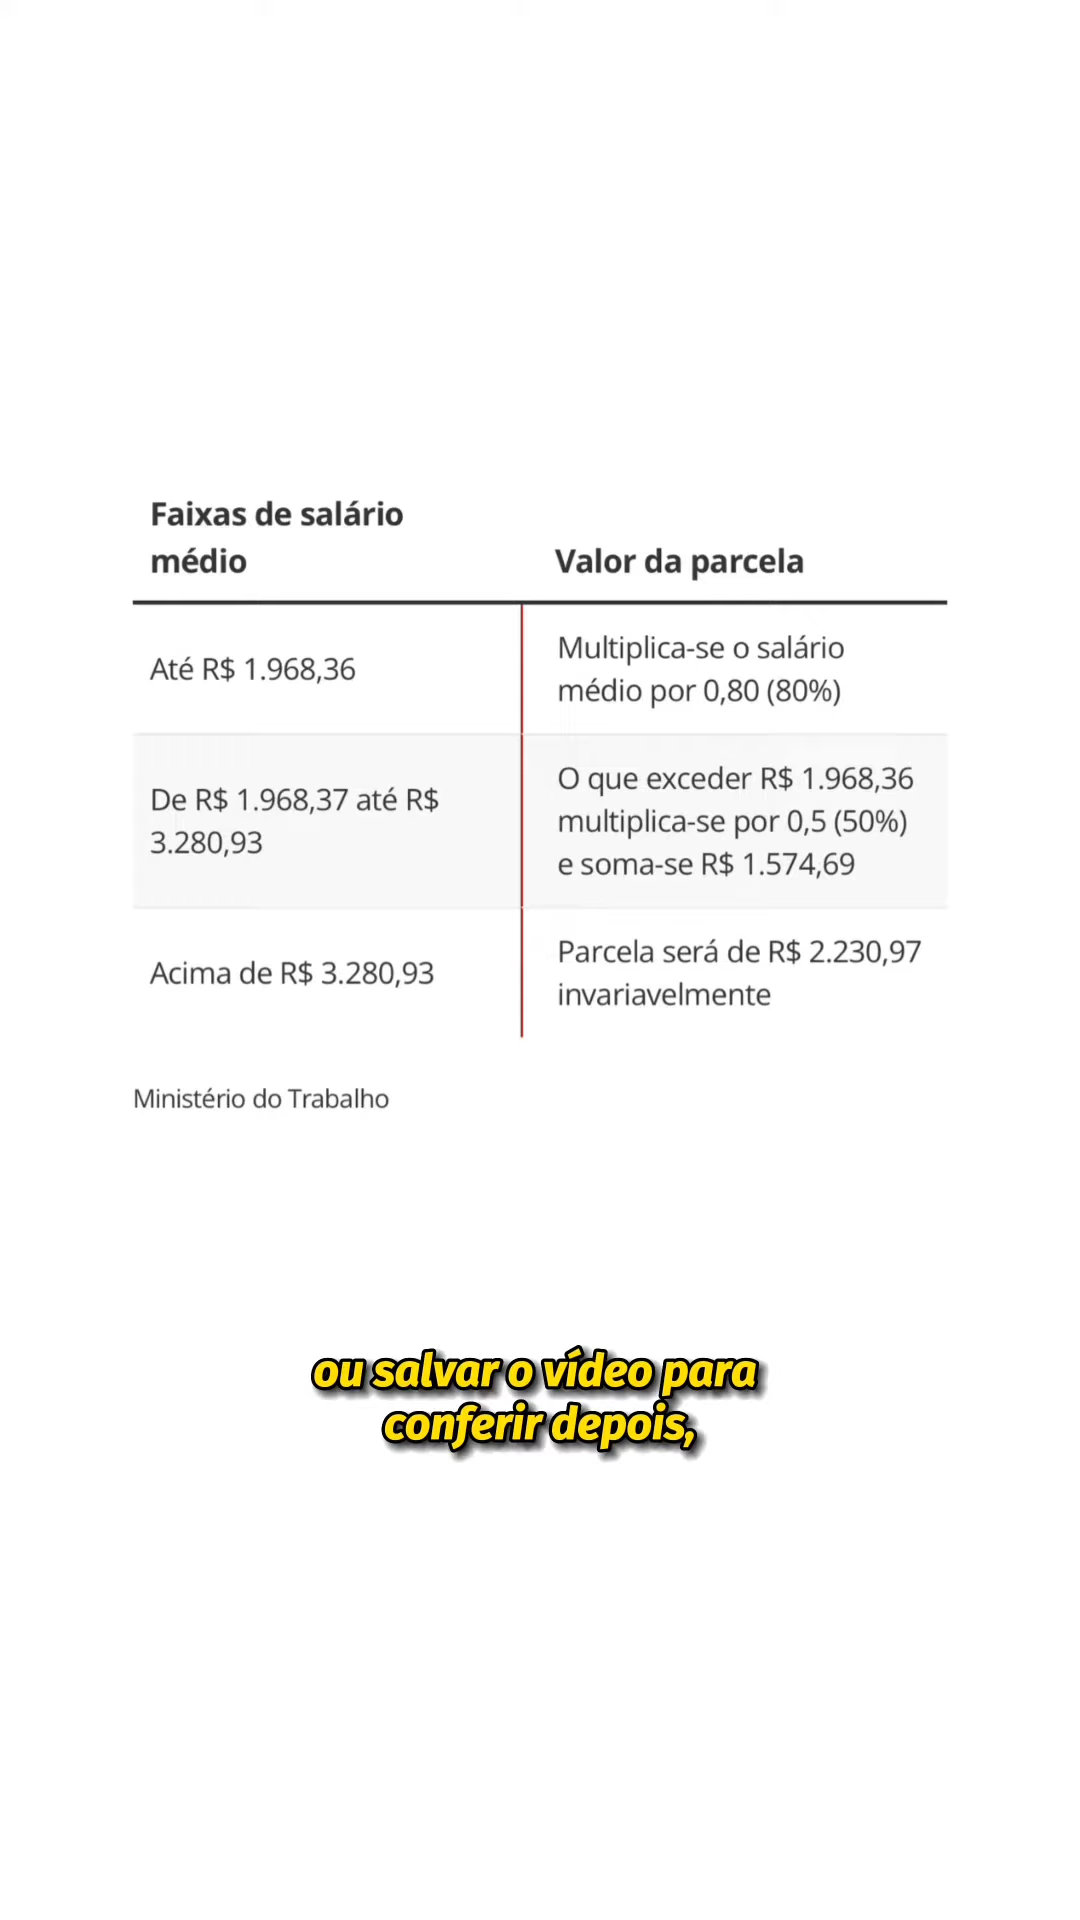 Faixas de salário
médio
Valor da parcela
Até R$ 1.968,36
Multiplica-se o salário
médio por 0,80 (80%)
De R$ 1.968,37 até R$
3.280,93
O que exceder R$ 1.968,36
multiplica-se por 0,5 (50%)
e soma-se R$ 1.574,69
Acima de R$ 3.280,93
Parcela será de R$ 2.230,97
invariavelmente
Ministério do Trabalho
ou salvar o vídeo para
conferir depois,